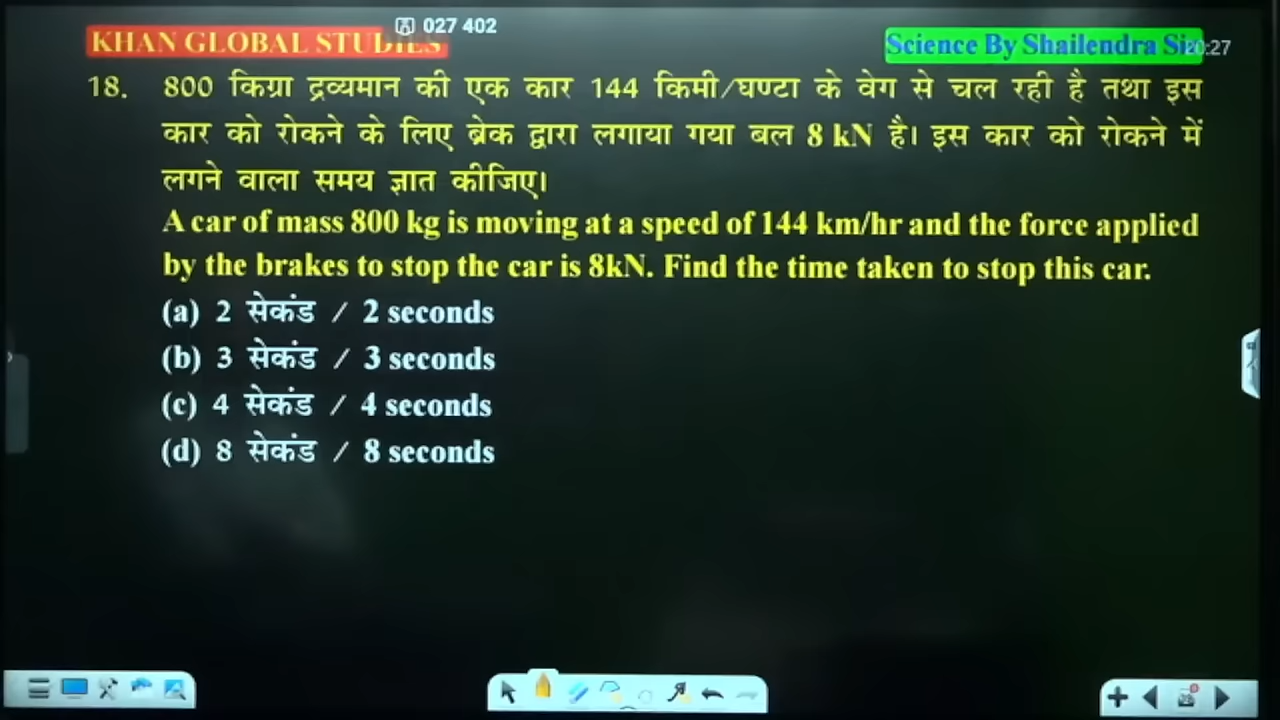 027 402
KHAN GLOBAL STUDIES
Science By Shailendra Sir
20:27
18. 800 किग्रा द्रव्यमान की एक कार 144 किमी/घण्टा के वेग से चल रही है तथा इस
कार को रोकने के लिए ब्रेक द्वारा लगाया गया बल 8 kN है। इस कार को रोकने में
लगने वाला समय ज्ञात कीजिए।
A car of mass 800 kg is moving at a speed of 144 km/hr and the force applied
by the brakes to stop the car is 8kN. Find the time taken to stop this car.
(a) 2 सेकंड / 2 seconds
(b) 3 सेकंड / 3 seconds
(c) 4 सेकंड / 4 seconds
(d) 8 सेकंड / 8 seconds